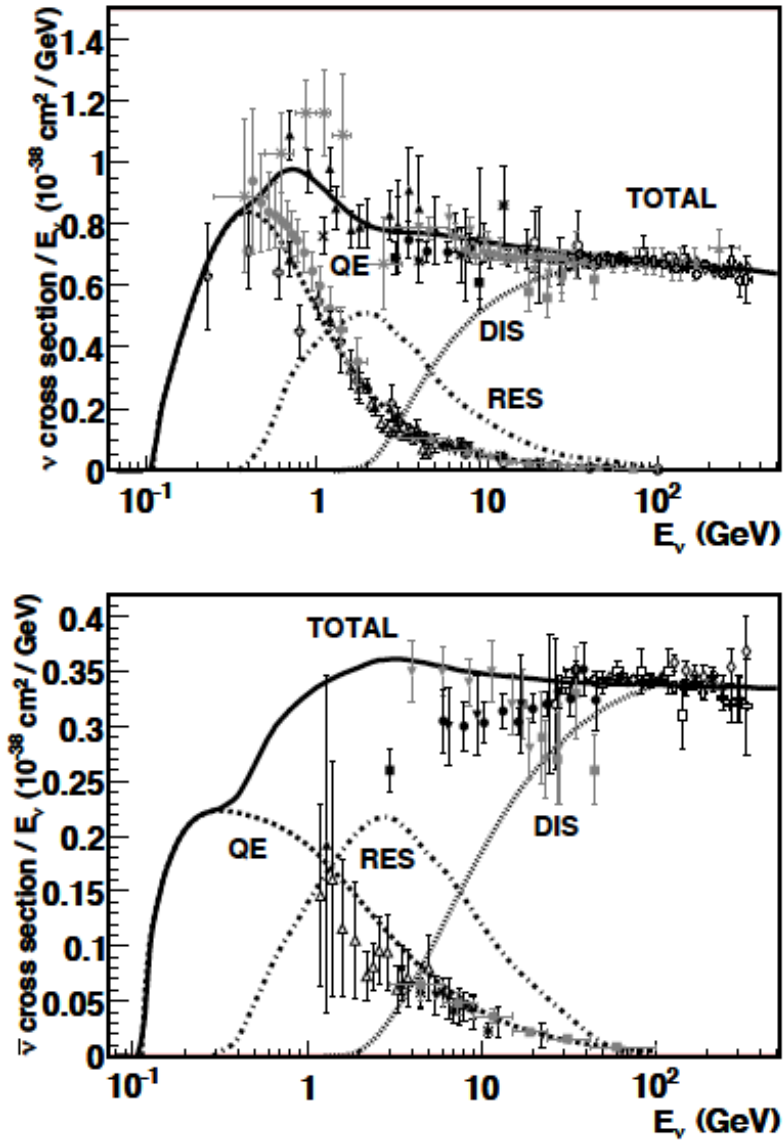 ν cross section / E_ν (10^-38 cm^2 / GeV)
1.4
1.2
1
0.8
0.6
0.4
0.2
0
TOTAL
QE
DIS
RES
10^-1
1
10
10^2
E_ν (GeV)
ν̅ cross section / E_ν (10^-38 cm^2 / GeV)
0.4
0.35
0.3
0.25
0.2
0.15
0.1
0.05
0
TOTAL
QE
RES
DIS
10^-1
1
10
10^2
E_ν (GeV)